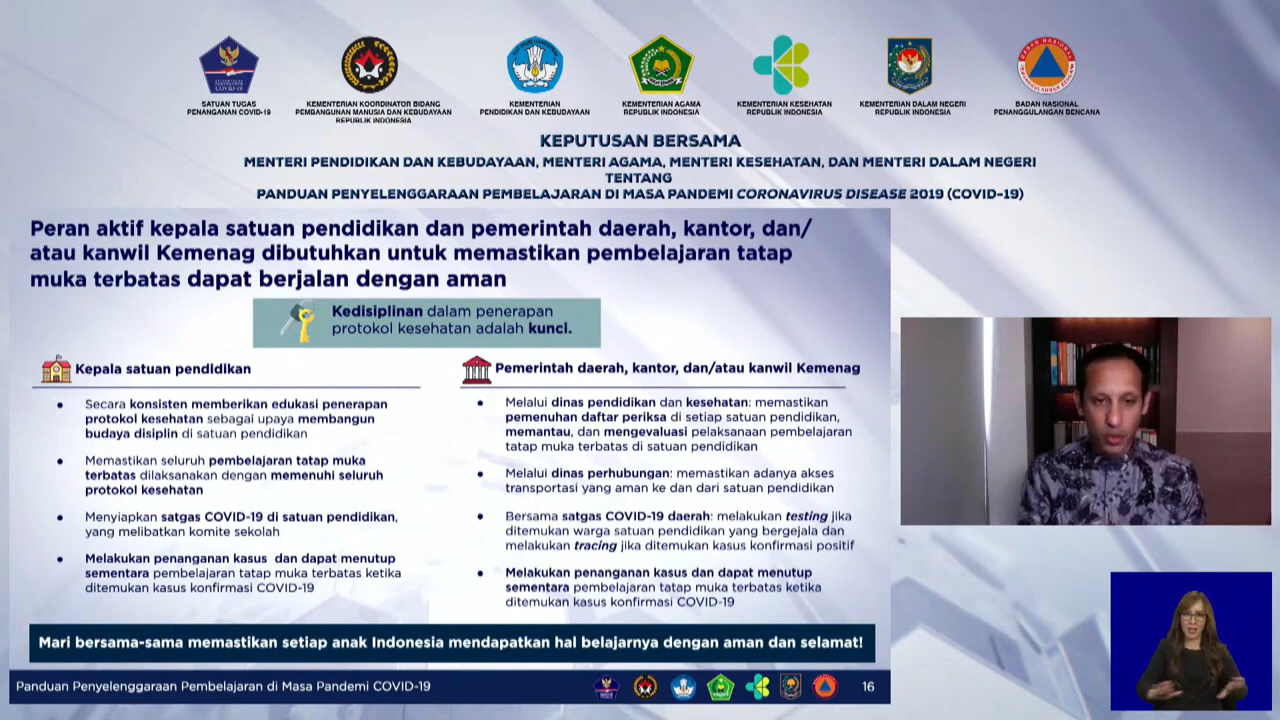 SATUAN TUGAS
PENANGANAN COVID-19
KEMENTERIAN KOORDINATOR BIDANG
PEMBANGUNAN MANUSIA DAN KEBUDAYAAN
REPUBLIK INDONESIA
KEMENTERIAN
PENDIDIKAN DAN KEBUDAYAAN
KEMENTERIAN AGAMA
REPUBLIK INDONESIA
KEMENTERIAN KESEHATAN
REPUBLIK INDONESIA
KEMENTERIAN DALAM NEGERI
REPUBLIK INDONESIA
BADAN NASIONAL
PENANGGULANGAN BENCANA
KEPUTUSAN BERSAMA
MENTERI PENDIDIKAN DAN KEBUDAYAAN, MENTERI AGAMA, MENTERI KESEHATAN, DAN MENTERI DALAM NEGERI
TENTANG
PANDUAN PENYELENGGARAAN PEMBELAJARAN DI MASA PANDEMI CORONAVIRUS DISEASE 2019 (COVID-19)
Peran aktif kepala satuan pendidikan dan pemerintah daerah, kantor, dan/
atau kanwil Kemenag dibutuhkan untuk memastikan pembelajaran tatap
muka terbatas dapat berjalan dengan aman
Kedisiplinan dalam penerapan
protokol kesehatan adalah kunci.
Kepala satuan pendidikan
• Secara konsisten memberikan edukasi penerapan
protokol kesehatan sebagai upaya membangun
budaya disiplin di satuan pendidikan
• Memastikan seluruh pembelajaran tatap muka
terbatas dilaksanakan dengan memenuhi seluruh
protokol kesehatan
• Menyiapkan satgas COVID-19 di satuan pendidikan,
yang melibatkan komite sekolah
• Melakukan penanganan kasus dan dapat menutup
sementara pembelajaran tatap muka terbatas ketika
ditemukan kasus konfirmasi COVID-19
Pemerintah daerah, kantor, dan/atau kanwil Kemenag
• Melalui dinas pendidikan dan kesehatan: memastikan
pemenuhan daftar periksa di setiap satuan pendidikan,
memantau, dan mengevaluasi pelaksanaan pembelajaran
tatap muka terbatas di satuan pendidikan
• Melalui dinas perhubungan: memastikan adanya akses
transportasi yang aman ke dan dari satuan pendidikan
• Bersama satgas COVID-19 daerah: melakukan testing jika
ditemukan warga satuan pendidikan yang bergejala dan
melakukan tracing jika ditemukan kasus konfirmasi positif
• Melakukan penanganan kasus dan dapat menutup
sementara pembelajaran tatap muka terbatas ketika
ditemukan kasus konfirmasi COVID-19
Mari bersama-sama memastikan setiap anak Indonesia mendapatkan hal belajarnya dengan aman dan selamat!
Panduan Penyelenggaraan Pembelajaran di Masa Pandemi COVID-19
16